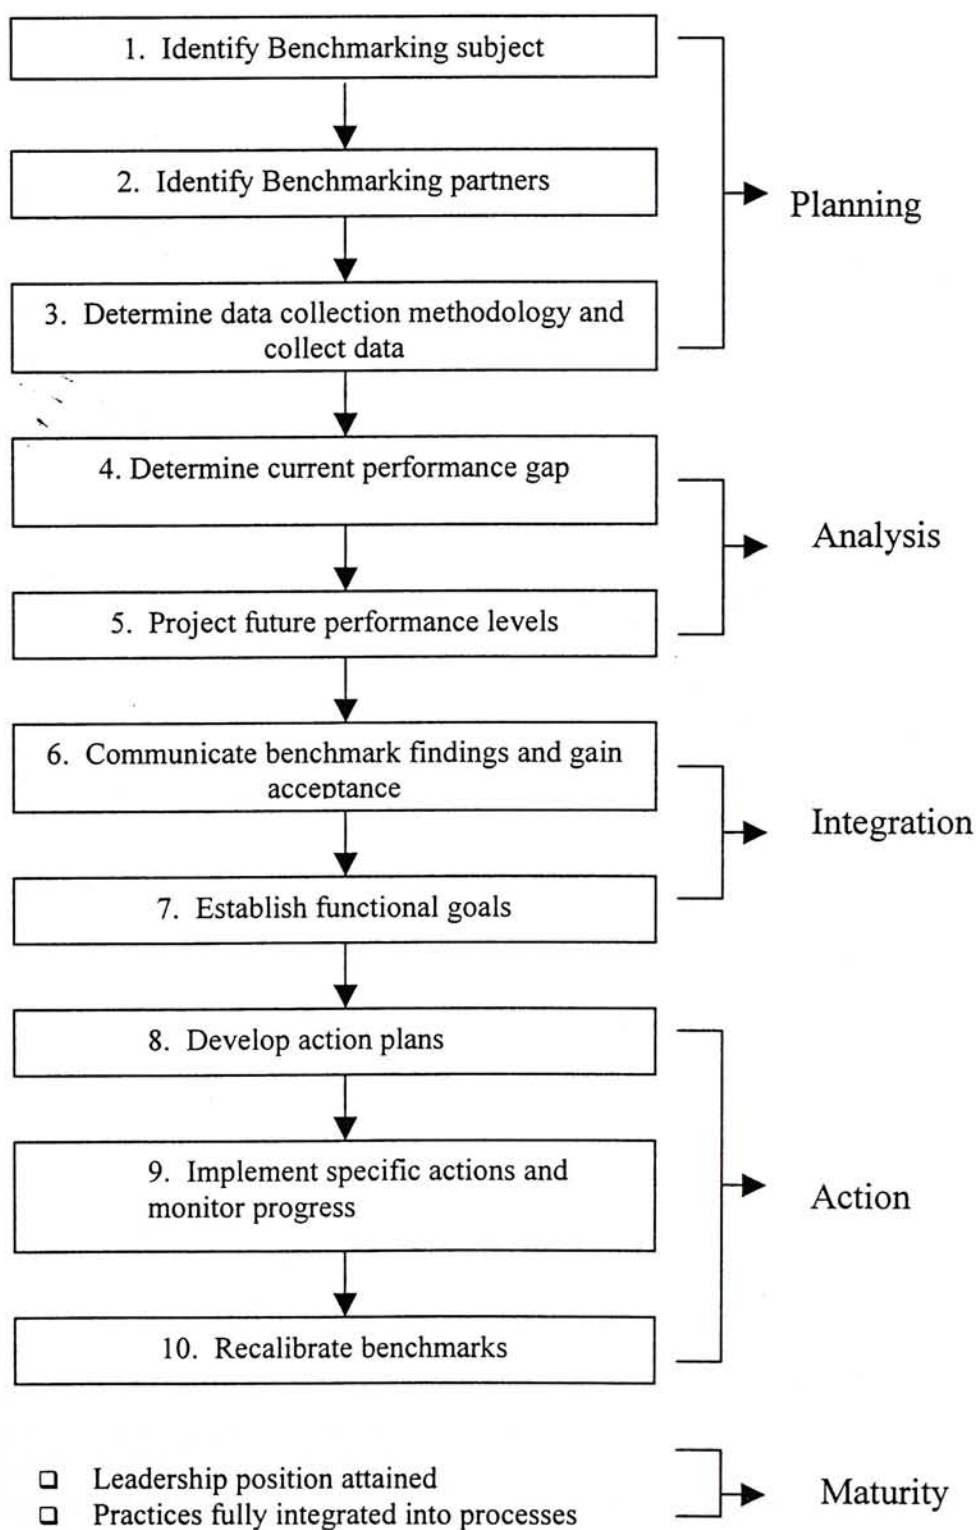 1. Identify Benchmarking subject
2. Identify Benchmarking partners
Planning
3. Determine data collection methodology and
collect data
4. Determine current performance gap
Analysis
5. Project future performance levels
6. Communicate benchmark findings and gain
acceptance
Integration
7. Establish functional goals
8. Develop action plans
9. Implement specific actions and
monitor progress
Action
10. Recalibrate benchmarks
❑ Leadership position attained
❑ Practices fully integrated into processes
Maturity